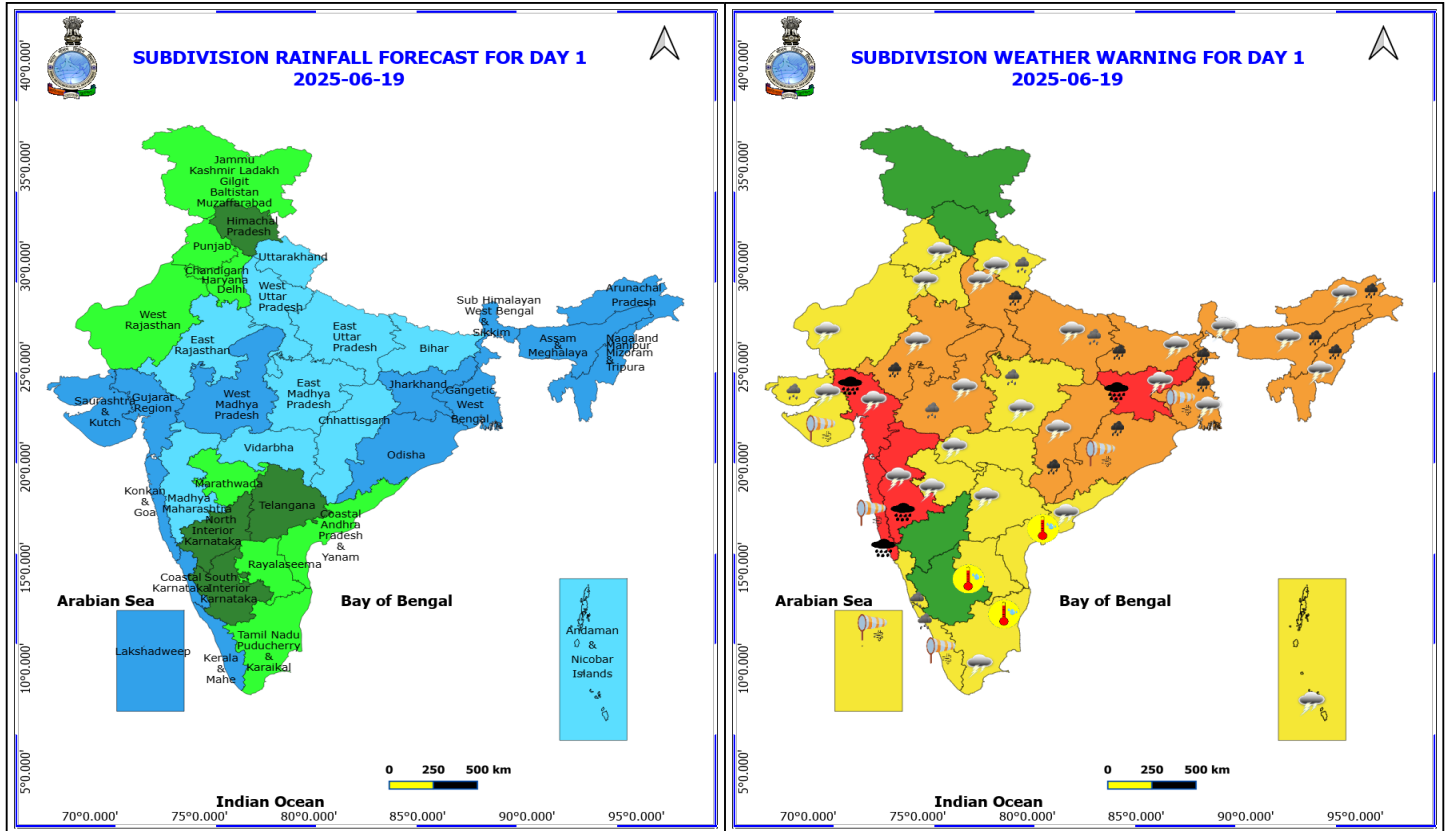 SUBDIVISION RAINFALL FORECAST FOR DAY 1
2025-06-19
40°0.000'
35°0.000'
30°0.000'
25°0.000'
20°0.000'
15°0.000'
10°0.000'
5°0.000'
Jammu
Kashmir Ladakh
Gilgit
Baltistan
Muzaffarabad
Himachal
Pradesh
Punjab
Uttarakhand
Chandigarh
Haryana
Delhi
West
Uttar
Pradesh
West
Rajasthan
East
Rajasthan
East
Uttar
Pradesh
Bihar
Sub Himalayan
West Bengal
&
Sikkim
Arunachal
Pradesh
Assam
&
Meghalaya
Nagaland
Manipur
Mizoram
&
Tripura
Saurashtra
&
Kutch
Gujarat
Region
West
Madhya
Pradesh
East
Madhya
Pradesh
Jharkhand
Gangetic
West
Bengal
Chhattisgarh
Odisha
Vidarbha
Konkan
&
Goa
Madhya
Maharashtra
Marathwada
Telangana
North
Interior
Karnataka
Coastal
Andhra
Pradesh
&
Yanam
Rayalaseema
Coastal
Karnataka
South
Interior
Karnataka
Arabian Sea
Bay of Bengal
Lakshadweep
Kerala
&
Mahe
Tamil Nadu
Puducherry
&
Karaikal
Andaman
&
Nicobar
Islands
0 250 500 km
Indian Ocean
70°0.000' 75°0.000' 80°0.000' 85°0.000' 90°0.000' 95°0.000'
SUBDIVISION WEATHER WARNING FOR DAY 1
2025-06-19
40°0.000'
35°0.000'
30°0.000'
25°0.000'
20°0.000'
15°0.000'
10°0.000'
5°0.000'
Arabian Sea
Bay of Bengal
0 250 500 km
Indian Ocean
70°0.000' 75°0.000' 80°0.000' 85°0.000' 90°0.000' 95°0.000'